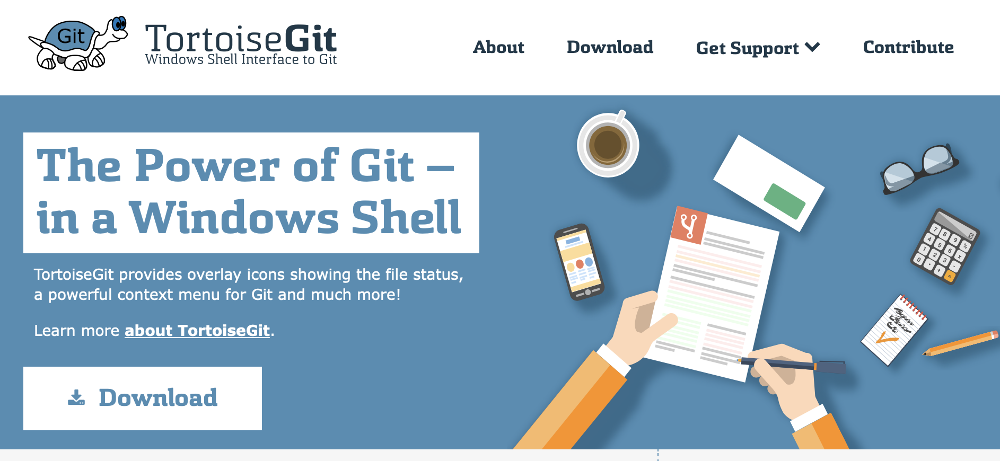 Git
TortoiseGit
Windows Shell Interface to Git
About
Download
Get Support
Contribute
The Power of Git –
in a Windows Shell
TortoiseGit provides overlay icons showing the file status,
a powerful context menu for Git and much more!
Learn more about TortoiseGit.
Download
7 8 9 %
4 5 6 x
1 2 3 -
0 . + =